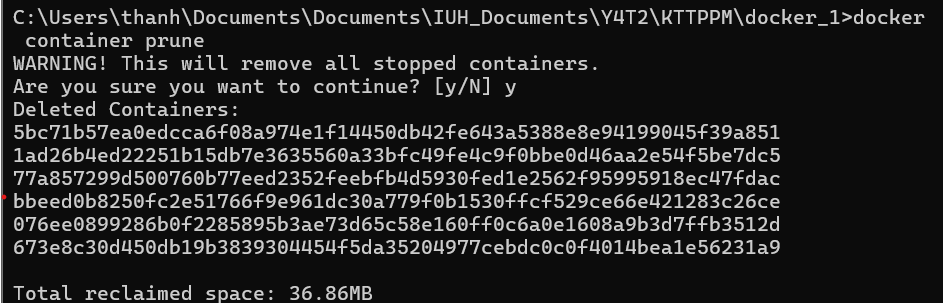 C:\Users\thanh\Documents\Documents\IUH_Documents\Y4T2\KTTPPM\docker_1>docker
container prune
WARNING! This will remove all stopped containers.
Are you sure you want to continue? [y/N] y
Deleted Containers:
5bc71b57ea0edcca6f08a974e1f14450db42fe643a5388e8e94199045f39a851
1ad26b4ed22251b15db7e3635560a33bfc49fe4c9f0bbe0d46aa2e54f5be7dc5
77a857299d500760b77eed2352feebfb4d5930fed1e2562f95995918ec47fdac
bbeed0b8250fc2e51766f9e961dc30a779f0b1530ffcf529ce66e421283c26ce
076ee0899286b0f2285895b3ae73d65c58e160ff0c6a0e1608a9b3d7ffb3512d
673e8c30d450db19b3839304454f5da35204977cebdc0c0f4014bea1e56231a9
Total reclaimed space: 36.86MB